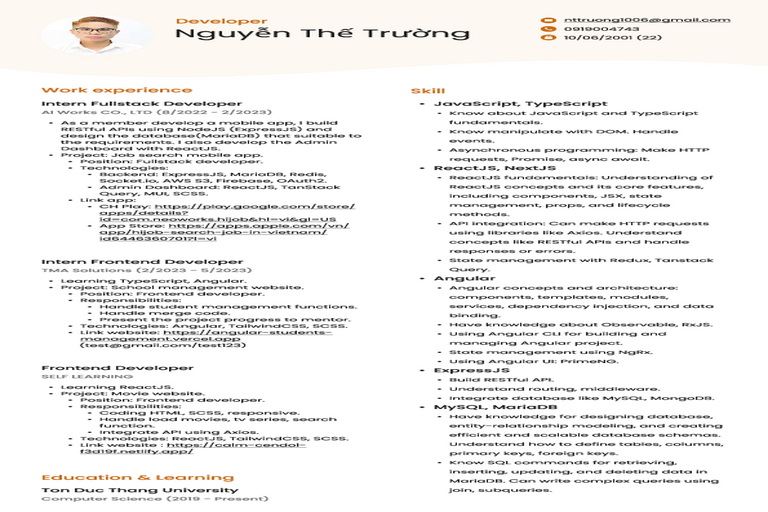 Developer
Nguyễn Thế Trường
nttruong1006@gmail.com
0919004743
10/06/2001 (22)
Work experience
Intern Fullstack Developer
AI Works CO., LTD (8/2022 - 2/2023)
• As a member develop a mobile app, I build
RESTful APIs using NodeJS (ExpressJS) and
design the database(MariaDB) that suitable to
the requirements. I also develop the Admin
Dashboard with ReactJS.
• Project: Job search mobile app.
• Position: Fullstack developer.
• Technologies:
• Backend: ExpressJS, MariaDB, Redis,
Socket.io, AWS S3, Firebase, OAuth2.
• Admin Dashboard: ReactJS, TanStack
Query, MUI, SCSS.
• Link app:
• CH Play: https://play.google.com/store/
apps/details?
id=com.neoworks.hijob&hl=vi&gl=US
• App Store: https://apps.apple.com/vn/
app/hijob-search-job-in-vietnam/
id6446360701?l=vi
Intern Frontend Developer
TMA Solutions (2/2023 - 5/2023)
• Learning TypeScript, Angular.
• Project: School management website.
• Position: Frontend developer.
• Responsibilities:
• Handle student management functions.
• Handle merge code.
• Present the project progress to mentor.
• Technologies: Angular, TailwindCSS, SCSS.
• Link website: https://angular-students-
management.vercel.app
(test@gmail.com/test123)
Frontend Developer
SELF LEARNING
• Learning ReactJS.
• Project: Movie website.
• Position: Frontend developer.
• Responsibilities:
• Coding HTML, SCSS, responsive.
• Handle load movies, tv series, search
function.
• Integrate API using Axios.
• Technologies: ReactJS, TailwindCSS, SCSS.
• Link website : https://calm-cendol-
f3d19f.netlify.app/
Education & Learning
Ton Duc Thang University
Computer Science (2019 - Present)
Skill
• JavaScript, TypeScript
• Know about JavaScript and TypeScript
fundamentals.
• Know manipulate with DOM. Handle
events.
• Asynchronous programming: Make HTTP
requests, Promise, async await.
• ReactJS, NextJS
• ReactJS fundamentals: Understanding of
ReactJS concepts and its core features,
including components, JSX, state
management, props, and lifecycle
methods.
• API integration: Can make HTTP requests
using libraries like Axios. Understand
concepts like RESTful APIs and handle
responses or errors.
• State management with Redux, Tanstack
Query.
• Angular
• Angular concepts and architecture:
components, templates, modules,
services, dependency injection, and data
binding.
• Have knowledge about Observable, RxJS.
• Using Angular CLI for building and
managing Angular project.
• State management using NgRx.
• Using Angular UI: PrimeNG.
• ExpressJS
• Build RESTful API.
• Understand routing, middleware.
• Integrate database like MySQL, MongoDB.
• MySQL, MariaDB
• Have knowledge for designing database,
entity-relationship modeling, and creating
efficient and scalable database schemas.
Understand how to define tables, columns,
primary keys, foreign keys.
• Know SQL commands for retrieving,
inserting, updating, and deleting data in
MariaDB. Can write complex queries using
join, subqueries.